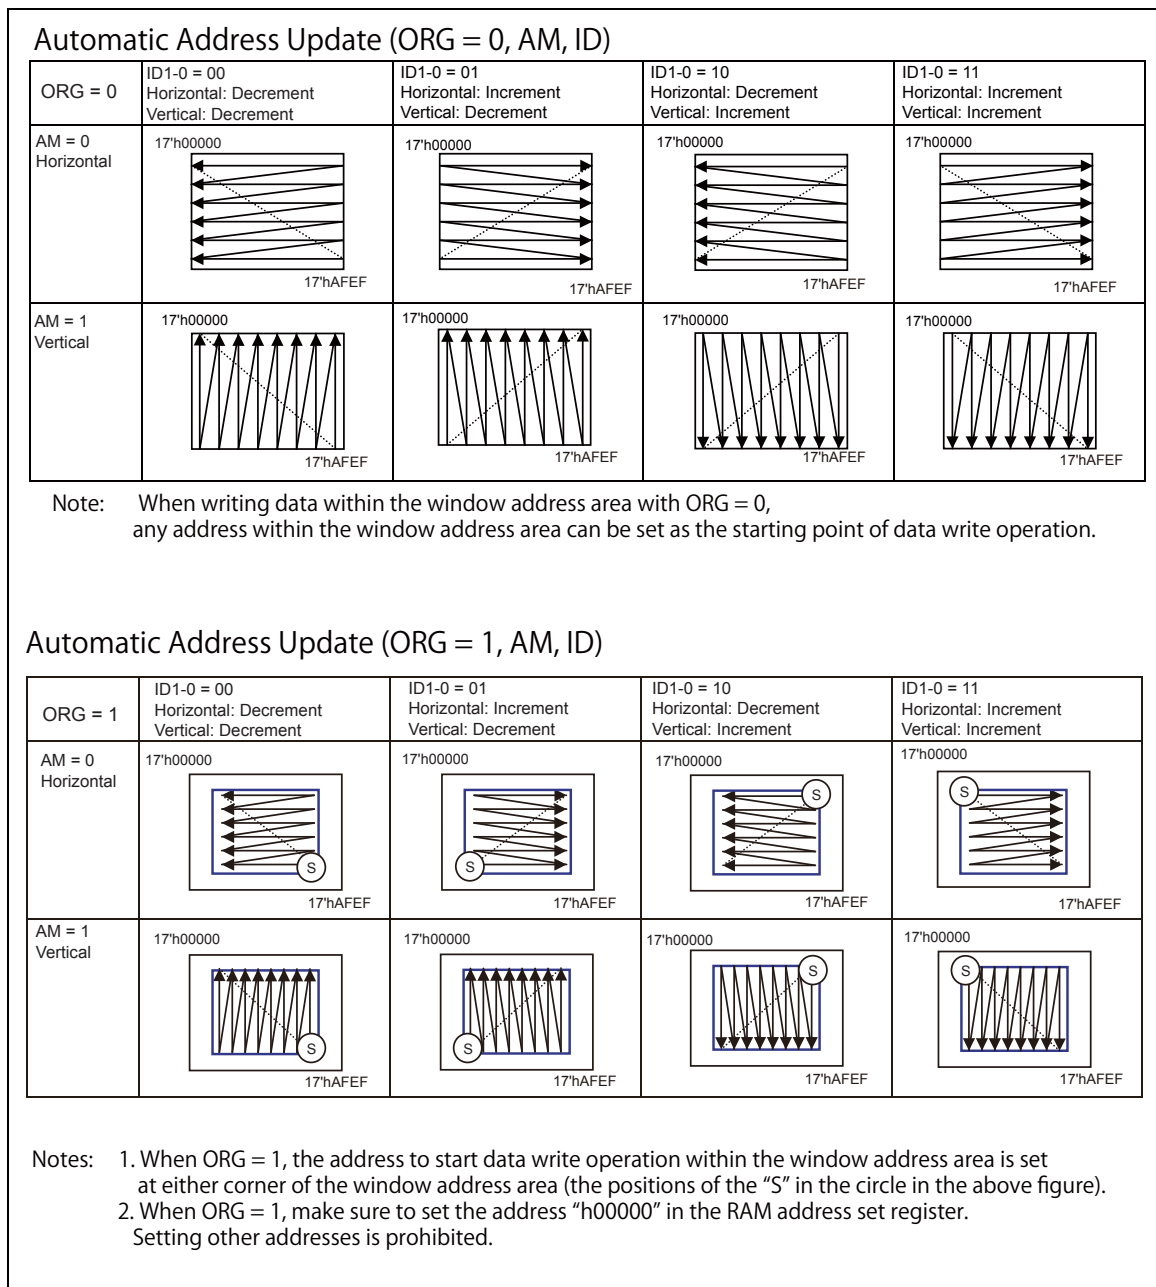 Automatic Address Update (ORG = 0, AM, ID)
ORG = 0
ID1-0 = 00
Horizontal: Decrement
Vertical: Decrement
ID1-0 = 01
Horizontal: Increment
Vertical: Decrement
ID1-0 = 10
Horizontal: Decrement
Vertical: Increment
ID1-0 = 11
Horizontal: Increment
Vertical: Increment
AM = 0
Horizontal
17'h00000
17'hAFEF
17'h00000
17'hAFEF
17'h00000
17'hAFEF
17'h00000
17'hAFEF
AM = 1
Vertical
17'h00000
17'hAFEF
17'h00000
17'hAFEF
17'h00000
17'hAFEF
17'h00000
17'hAFEF
Note: When writing data within the window address area with ORG = 0,
any address within the window address area can be set as the starting point of data write operation.
Automatic Address Update (ORG = 1, AM, ID)
ORG = 1
ID1-0 = 00
Horizontal: Decrement
Vertical: Decrement
ID1-0 = 01
Horizontal: Increment
Vertical: Decrement
ID1-0 = 10
Horizontal: Decrement
Vertical: Increment
ID1-0 = 11
Horizontal: Increment
Vertical: Increment
AM = 0
Horizontal
17'h00000
S
17'hAFEF
17'h00000
S
17'hAFEF
17'h00000
S
17'hAFEF
17'h00000
S
17'hAFEF
AM = 1
Vertical
17'h00000
S
17'hAFEF
17'h00000
S
17'hAFEF
17'h00000
S
17'hAFEF
17'h00000
S
17'hAFEF
Notes: 1. When ORG = 1, the address to start data write operation within the window address area is set
at either corner of the window address area (the positions of the “S” in the circle in the above figure).
2. When ORG = 1, make sure to set the address “h00000” in the RAM address set register.
Setting other addresses is prohibited.